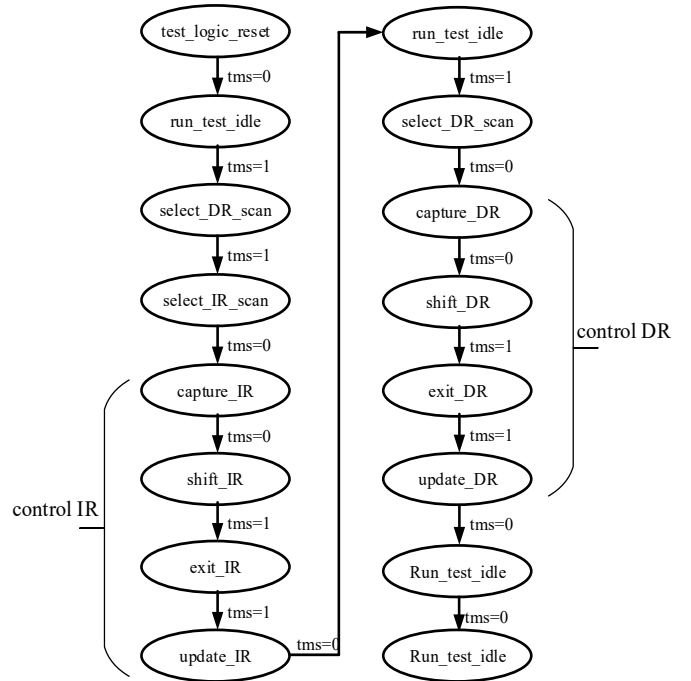 test_logic_reset
tms=0
run_test_idle
tms=1
select_DR_scan
tms=1
select_IR_scan
tms=0
capture_IR
tms=0
shift_IR
tms=1
exit_IR
tms=1
update_IR
control IR
tms=0
run_test_idle
tms=1
select_DR_scan
tms=0
capture_DR
tms=0
shift_DR
tms=1
exit_DR
tms=1
update_DR
control DR
tms=0
Run_test_idle
tms=0
Run_test_idle